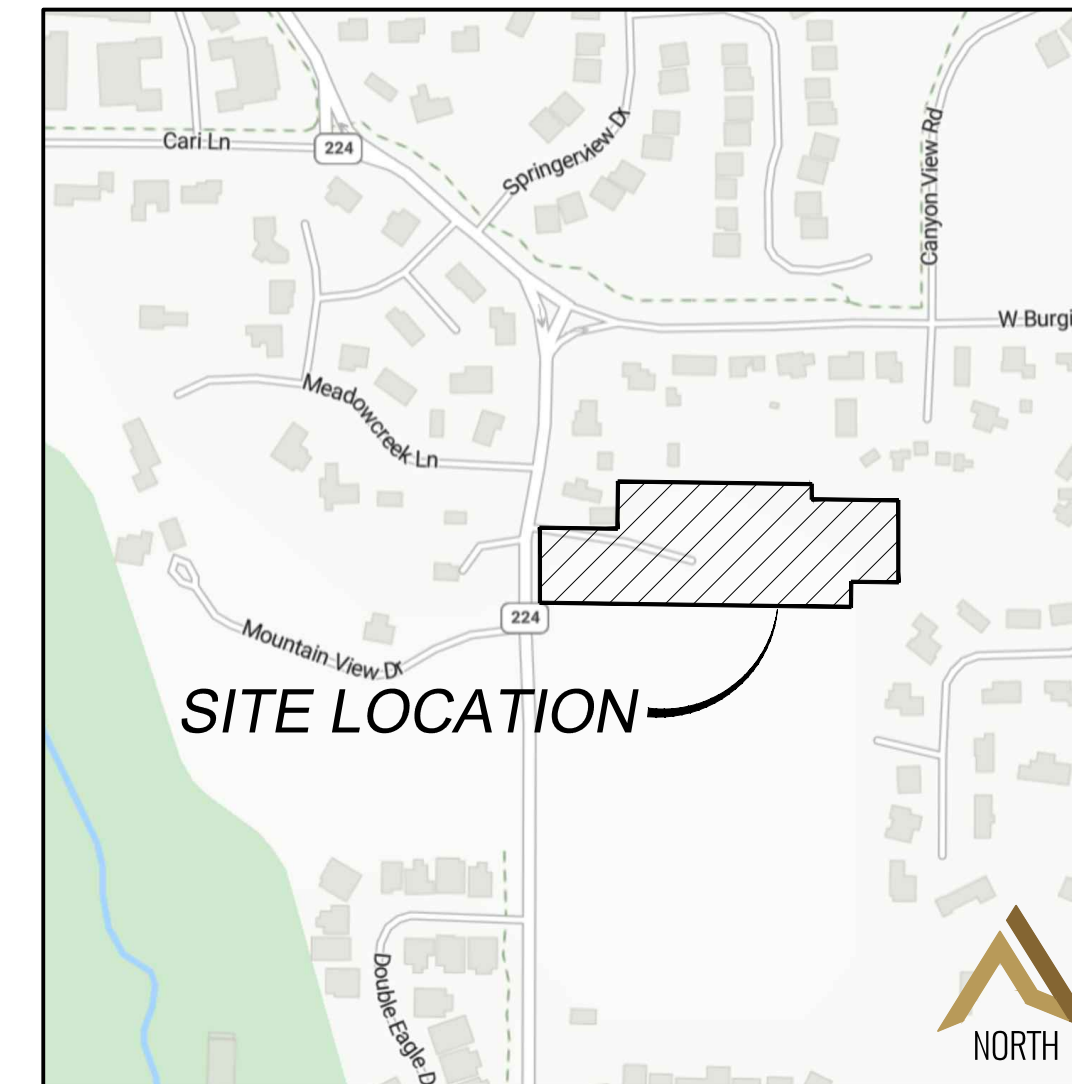 Cari Ln
224
Springerview Dr
Canyon View Rd
W Burgi
Meadowcreek Ln
224
Mountain View Dr
SITE LOCATION
Double Eagle D
NORTH